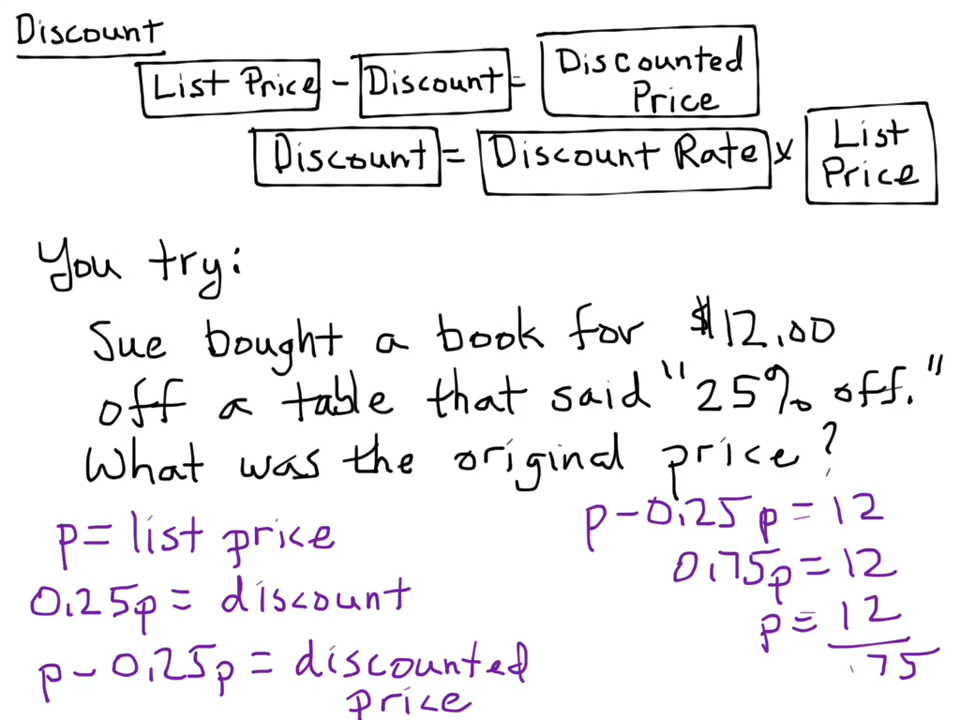 Discount
List Price - Discount = Discounted Price
Discount = Discount Rate x List Price
You try:
Sue bought a book for $12.00
off a table that said "25% off."
What was the original price?
p = list price
0.25p = discount
p - 0.25p = discounted
price
p - 0.25p = 12
0.75p = 12
p = 12
.75